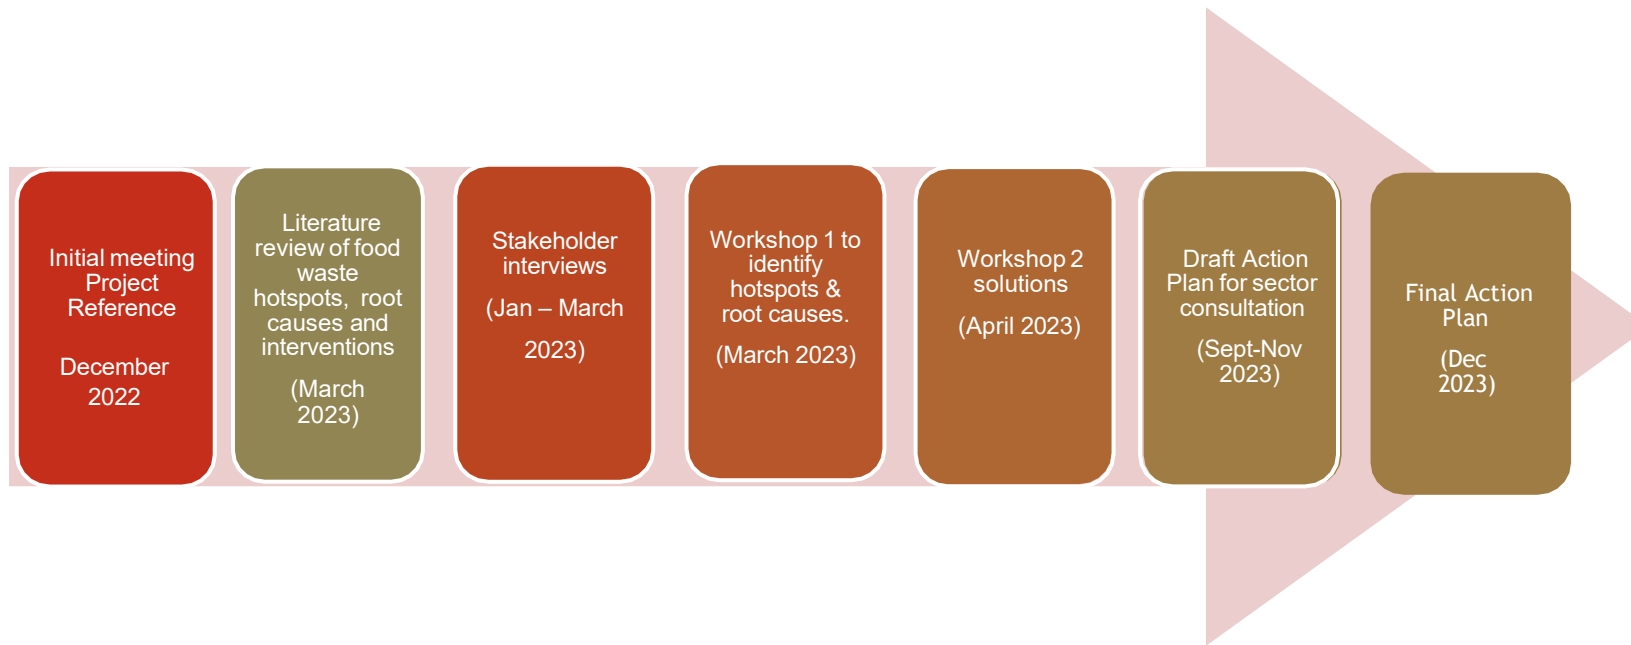 Initial meeting
Project
Reference
December
2022
Literature
review of food
waste
hotspots, root
causes and
interventions
(March
2023)
Stakeholder
interviews
(Jan – March
2023)
Workshop 1 to
identify
hotspots &
root causes.
(March 2023)
Workshop 2
solutions
(April 2023)
Draft Action
Plan for sector
consultation
(Sept-Nov
2023)
Final Action
Plan
(Dec
2023)